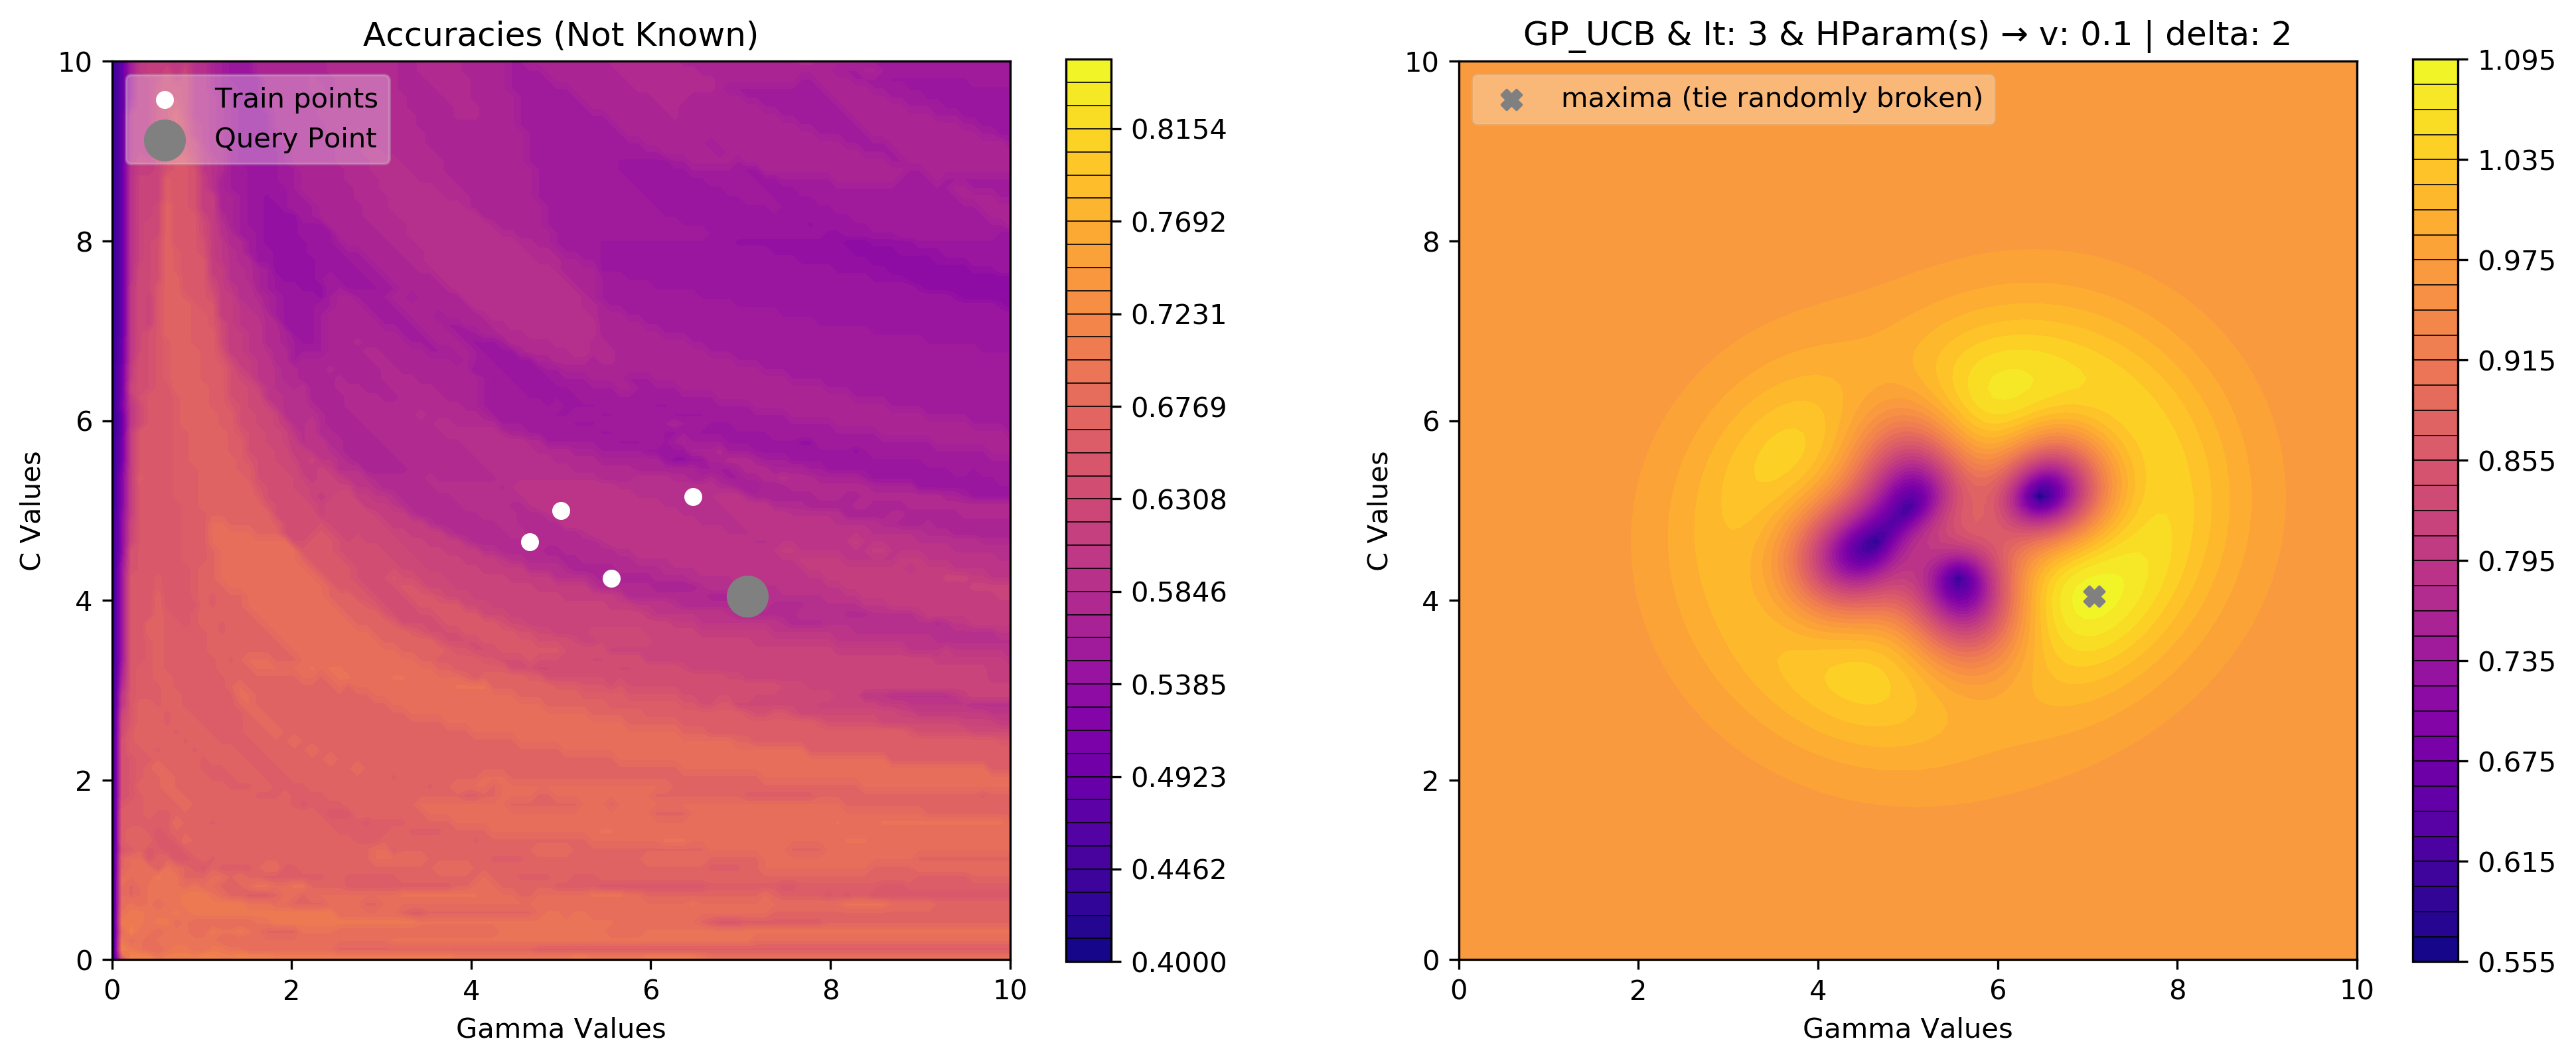 Accuracies (Not Known)
Train points
Query Point
10
8
6
4
2
0
C Values
0 2 4 6 8 10
Gamma Values
0.8154
0.7692
0.7231
0.6769
0.6308
0.5846
0.5385
0.4923
0.4462
0.4000
GP_UCB & It: 3 & HParam(s) → v: 0.1 | delta: 2
maxima (tie randomly broken)
10
8
6
4
2
0
C Values
0 2 4 6 8 10
Gamma Values
1.095
1.035
0.975
0.915
0.855
0.795
0.735
0.675
0.615
0.555